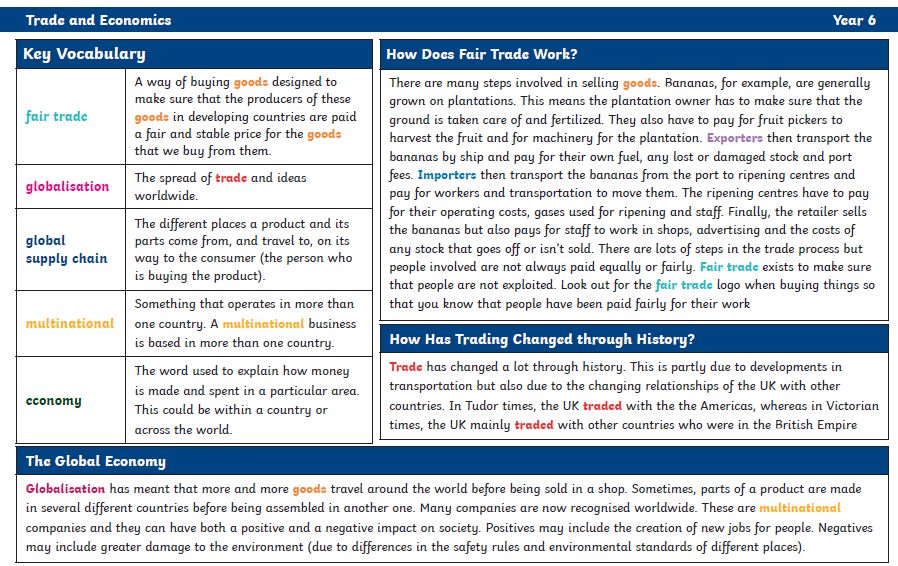 Trade and Economics
Year 6
Key Vocabulary
fair trade
A way of buying goods designed to
make sure that the producers of these
goods in developing countries are paid
a fair and stable price for the goods
that we buy from them.
globalisation
The spread of trade and ideas
worldwide.
global
supply chain
The different places a product and its
parts come from, and travel to, on its
way to the consumer (the person who
is buying the product).
multinational
Something that operates in more than
one country. A multinational business
is based in more than one country.
economy
The word used to explain how money
is made and spent in a particular area.
This could be within a country or
across the world.
How Does Fair Trade Work?
There are many steps involved in selling goods. Bananas, for example, are generally
grown on plantations. This means the plantation owner has to make sure that the
ground is taken care of and fertilized. They also have to pay for fruit pickers to
harvest the fruit and for machinery for the plantation. Exporters then transport the
bananas by ship and pay for their own fuel, any lost or damaged stock and port
fees. Importers then transport the bananas from the port to ripening centres and
pay for workers and transportation to move them. The ripening centres have to pay
for their operating costs, gases used for ripening and staff. Finally, the retailer sells
the bananas but also pays for staff to work in shops, advertising and the costs of
any stock that goes off or isn't sold. There are lots of steps in the trade process but
people involved are not always paid equally or fairly. Fair trade exists to make sure
that people are not exploited. Look out for the fair trade logo when buying things so
that you know that people have been paid fairly for their work
How Has Trading Changed through History?
Trade has changed a lot through history. This is partly due to developments in
transportation but also due to the changing relationships of the UK with other
countries. In Tudor times, the UK traded with the the Americas, whereas in Victorian
times, the UK mainly traded with other countries who were in the British Empire
The Global Economy
Globalisation has meant that more and more goods travel around the world before being sold in a shop. Sometimes, parts of a product are made
in several different countries before being assembled in another one. Many companies are now recognised worldwide. These are multinational
companies and they can have both a positive and a negative impact on society. Positives may include the creation of new jobs for people. Negatives
may include greater damage to the environment (due to differences in the safety rules and environmental standards of different places).